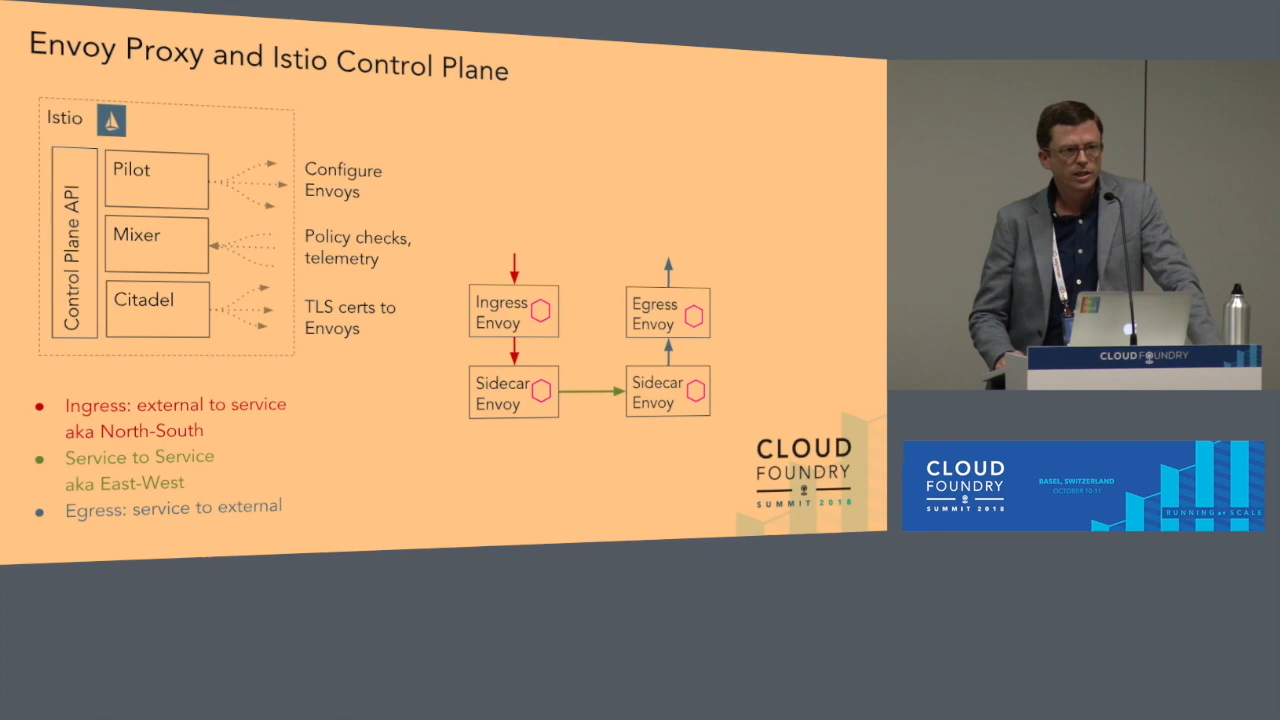 Envoy Proxy and Istio Control Plane
Istio
Control Plane API
Pilot
Configure
Envoys
Mixer
Policy checks,
telemetry
Citadel
TLS certs to
Envoys
Ingress
Envoy
Egress
Envoy
Sidecar
Envoy
Sidecar
Envoy
Ingress: external to service
aka North-South
Service to Service
aka East-West
Egress: service to external
CLOUD
FOUNDRY
SUMMIT 2018
CLOUD FOUNDRY
CLOUD
FOUNDRY
SUMMIT 2018
BASEL, SWITZERLAND
OCTOBER 10-11
RUNNING at SCALE